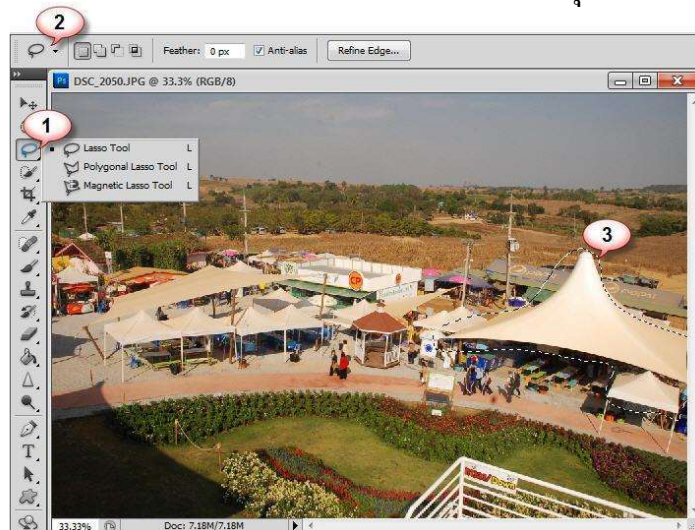 2
Feather: 0 px Anti-alias Refine Edge...
Ps DSC_2050.JPG @ 33.3% (RGB/8)
1
Lasso Tool L
Polygonal Lasso Tool L
Magnetic Lasso Tool L
3
CP
T
33.33% Doc: 7.18M/7.18M